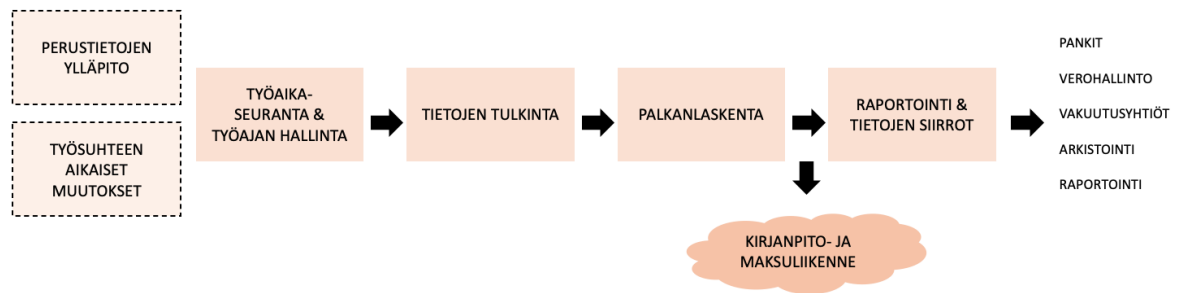 PERUSTIETOJEN
YLLÄPITO
TYÖSUHTEEN
AIKAISET
MUUTOKSET
TYÖAIKA-
SEURANTA &
TYÖAJAN HALLINTA
TIETOJEN TULKINTA
PALKANLASKENTA
RAPORTOINTI &
TIETOJEN SIIRROT
PANKIT
VEROHALLINTO
VAKUUTUSYHTIÖT
ARKISTOINTI
RAPORTOINTI
KIRJANPITO- JA
MAKSULIIKENNE